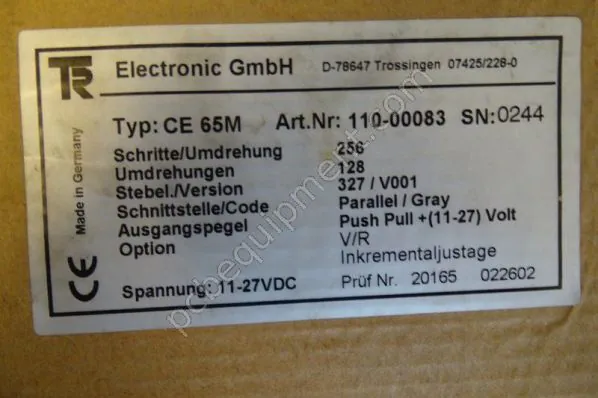 TR Electronic GmbH D-78647 Trossingen 07425/228-0
Made in Germany
Typ: CE 65M Art.Nr: 110-00083 SN:0244
Schritte/Umdrehung 256
Umdrehungen 128
Stebel./Version 327 / V001
Schnittstelle/Code Parallel / Gray
Ausgangspegel Push Pull +(11-27) Volt
Option V/R
Inkrementaljustage
CE Spannung: 11-27VDC Prüf Nr. 20165 022602
pcbequipment.com